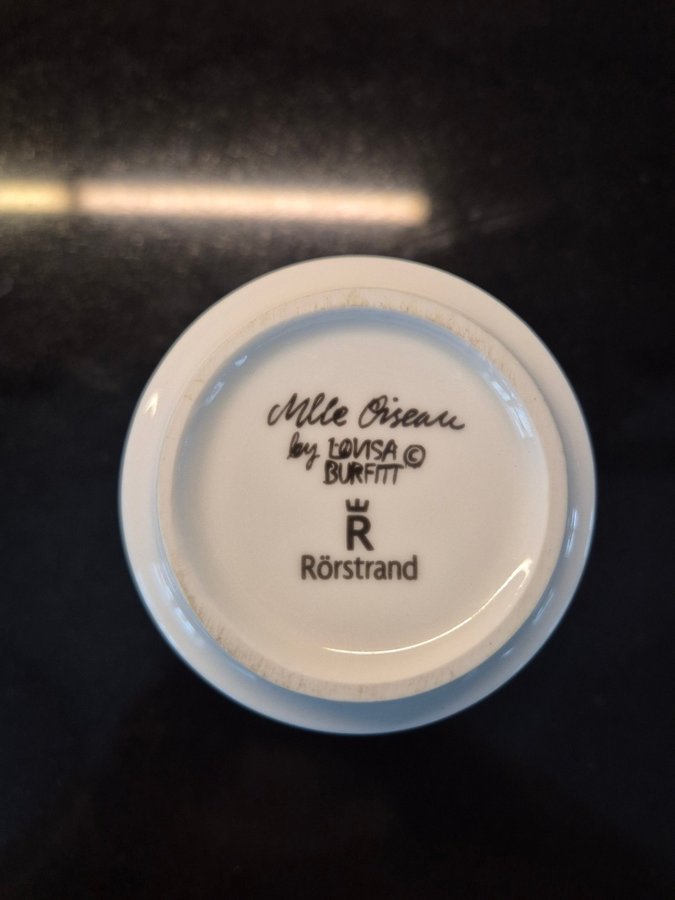 Mlle Oiseau
by LOVISA ©
BURFITT
R
Rörstrand